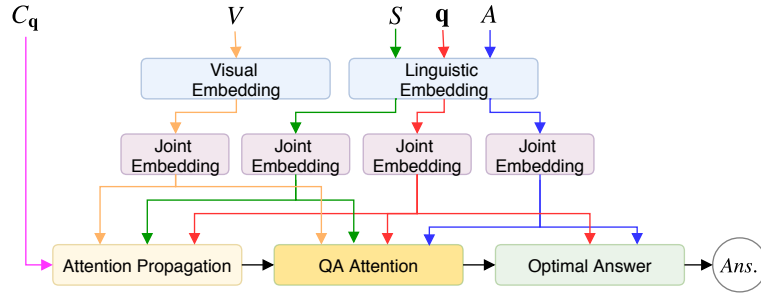 C_q V S q A
Visual
Embedding
Linguistic
Embedding
Joint
Embedding
Joint
Embedding
Joint
Embedding
Joint
Embedding
Attention Propagation
QA Attention
Optimal Answer
Ans.